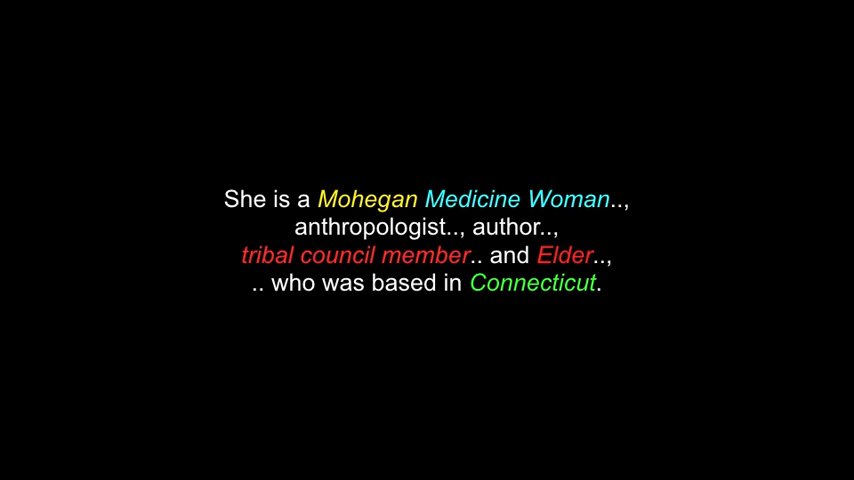 She is a Mohegan Medicine Woman..,
anthropologist.., author..,
tribal council member.. and Elder..,
.. who was based in Connecticut.